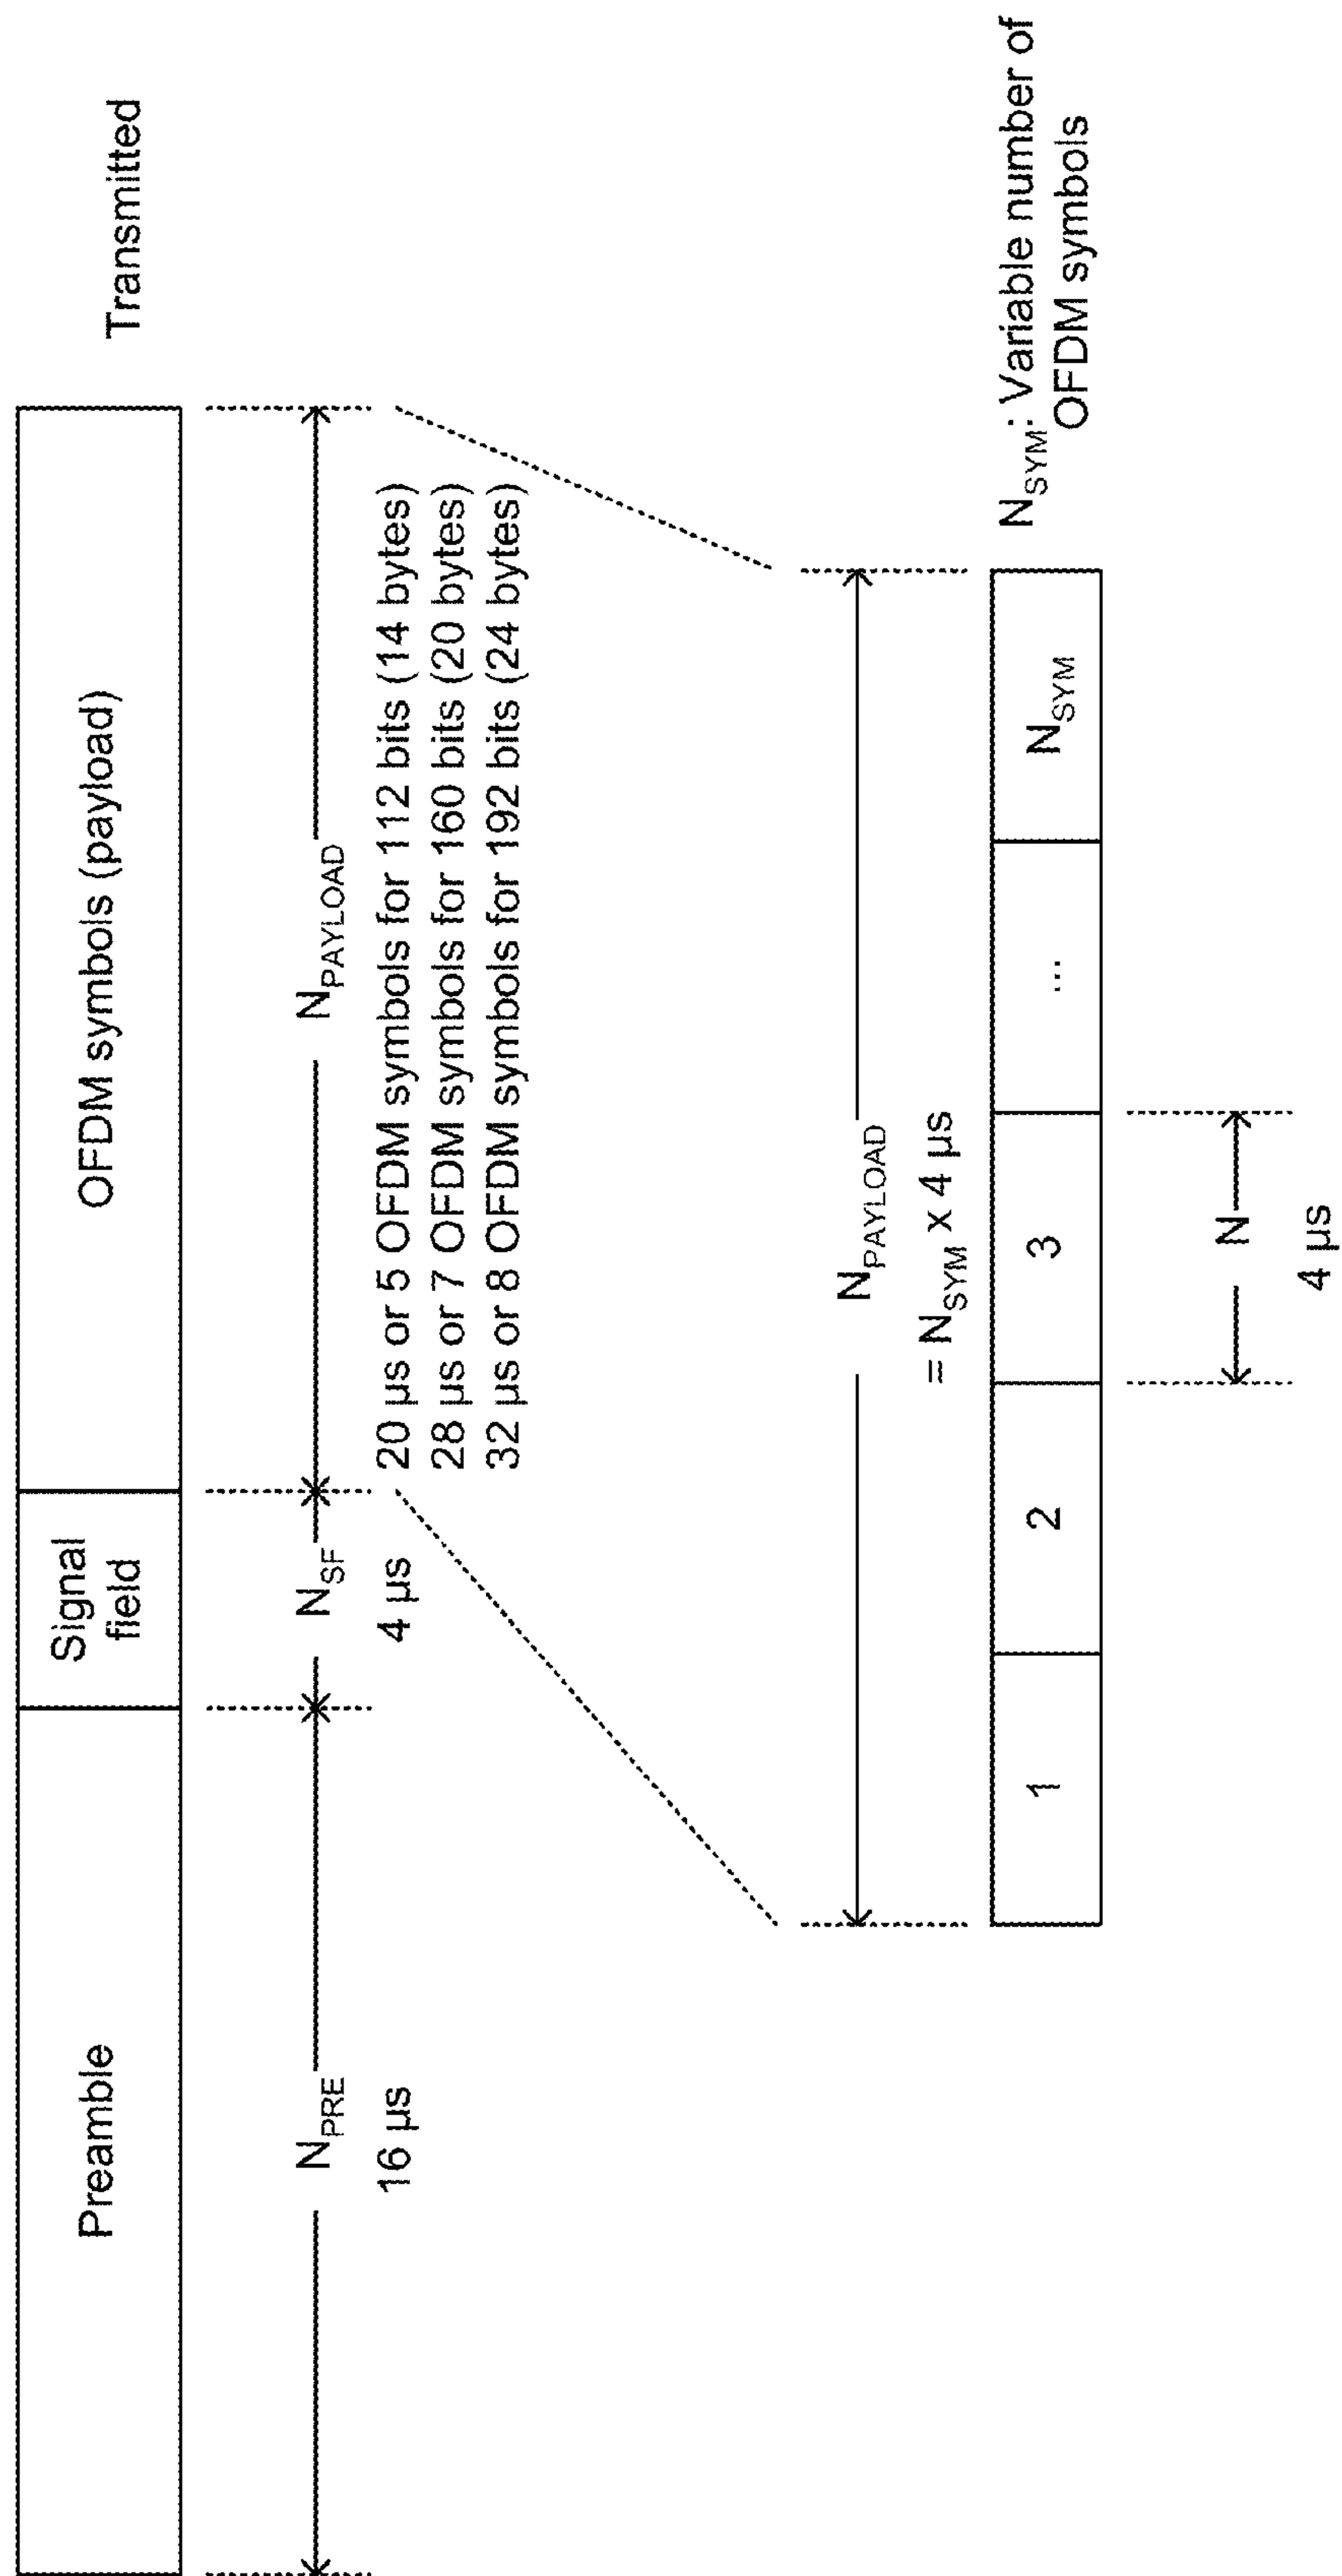 Transmitted
Preamble
Signal
field
OFDM symbols (payload)
N_PRE
16 µs
N_SF
4 µs
N_PAYLOAD
20 µs or 5 OFDM symbols for 112 bits (14 bytes)
28 µs or 7 OFDM symbols for 160 bits (20 bytes)
32 µs or 8 OFDM symbols for 192 bits (24 bytes)
N_PAYLOAD
= N_SYM x 4 µs
1
2
3
...
N_SYM
N_SYM: Variable number of
OFDM symbols
N
4 µs